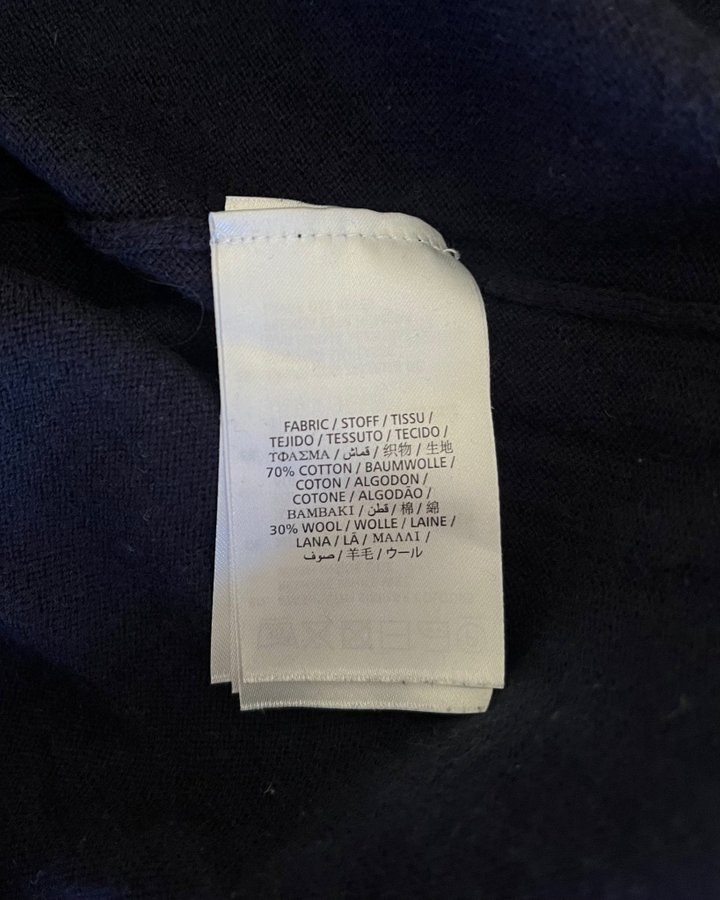 FABRIC / STOFF / TISSU /
TEJIDO / TESSUTO / TECIDO /
ΥΦΑΣΜΑ / قماش / 织物 / 生地
70% COTTON / BAUMWOLLE /
COTON / ALGODON /
COTONE / ALGODÃO /
BAMBAKI / قطن / 棉 / 綿
30% WOOL / WOLLE / LAINE /
LANA / LÃ / ΜΑΛΛΙ /
صوف / 羊毛 / ウール